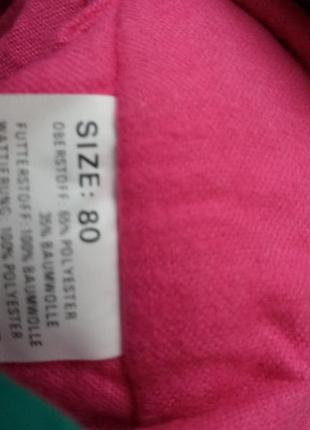 SIZE: 80
OBERSTOFF: 65% POLYESTER
35% BAUMWOLLE
FUTTERSTOFF: 100% BAUMWOLLE
WATTIERUNG: 100% POLYESTER